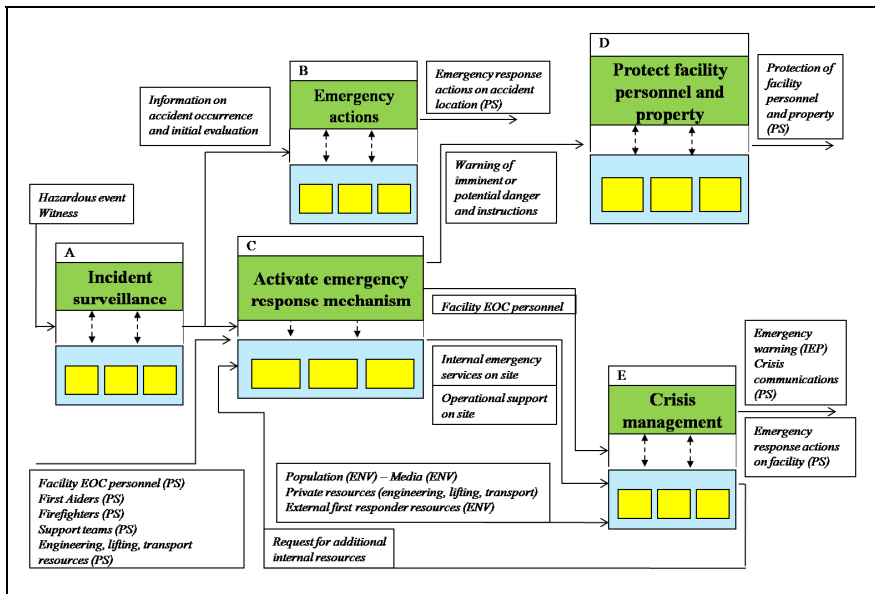 D
Protect facility
personnel and
property
Protection of
facility
personnel
and property
(PS)
B
Emergency
actions
Emergency response
actions on accident
location (PS)
Information on
accident occurrence
and initial evaluation
Warning of
imminent or
potential danger
and instructions
Hazardous event
Witness
A
Incident
surveillance
C
Activate emergency
response mechanism
Facility EOC personnel
Internal emergency
services on site
Operational support
on site
E
Crisis
management
Emergency
warning (IEP)
Crisis
communications
(PS)
Emergency
response actions
on facility (PS)
Facility EOC personnel (PS)
First Aiders (PS)
Firefighters (PS)
Support teams (PS)
Engineering, lifting, transport
resources (PS)
Population (ENV) – Media (ENV)
Private resources (engineering, lifting, transport)
External first responder resources (ENV)
Request for additional
internal resources